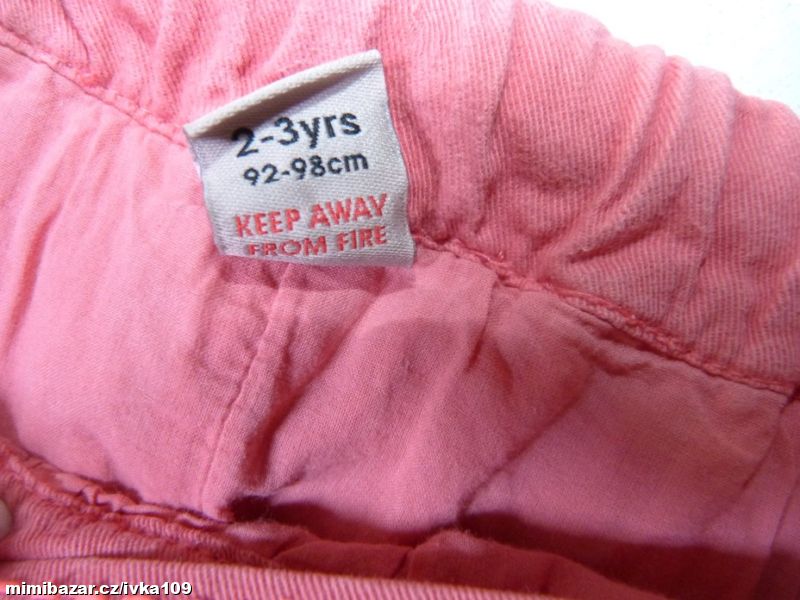 2-3yrs
92-98cm
KEEP AWAY
FROM FIRE
mimibazar.cz/ivka109